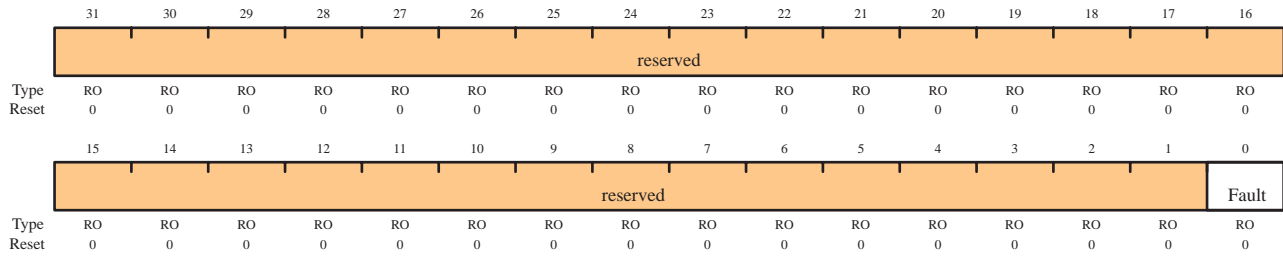 31 30 29 28 27 26 25 24 23 22 21 20 19 18 17 16
reserved
Type RO RO RO RO RO RO RO RO RO RO RO RO RO RO RO RO
Reset 0 0 0 0 0 0 0 0 0 0 0 0 0 0 0 0
15 14 13 12 11 10 9 8 7 6 5 4 3 2 1 0
reserved Fault
Type RO RO RO RO RO RO RO RO RO RO RO RO RO RO RO RO
Reset 0 0 0 0 0 0 0 0 0 0 0 0 0 0 0 0